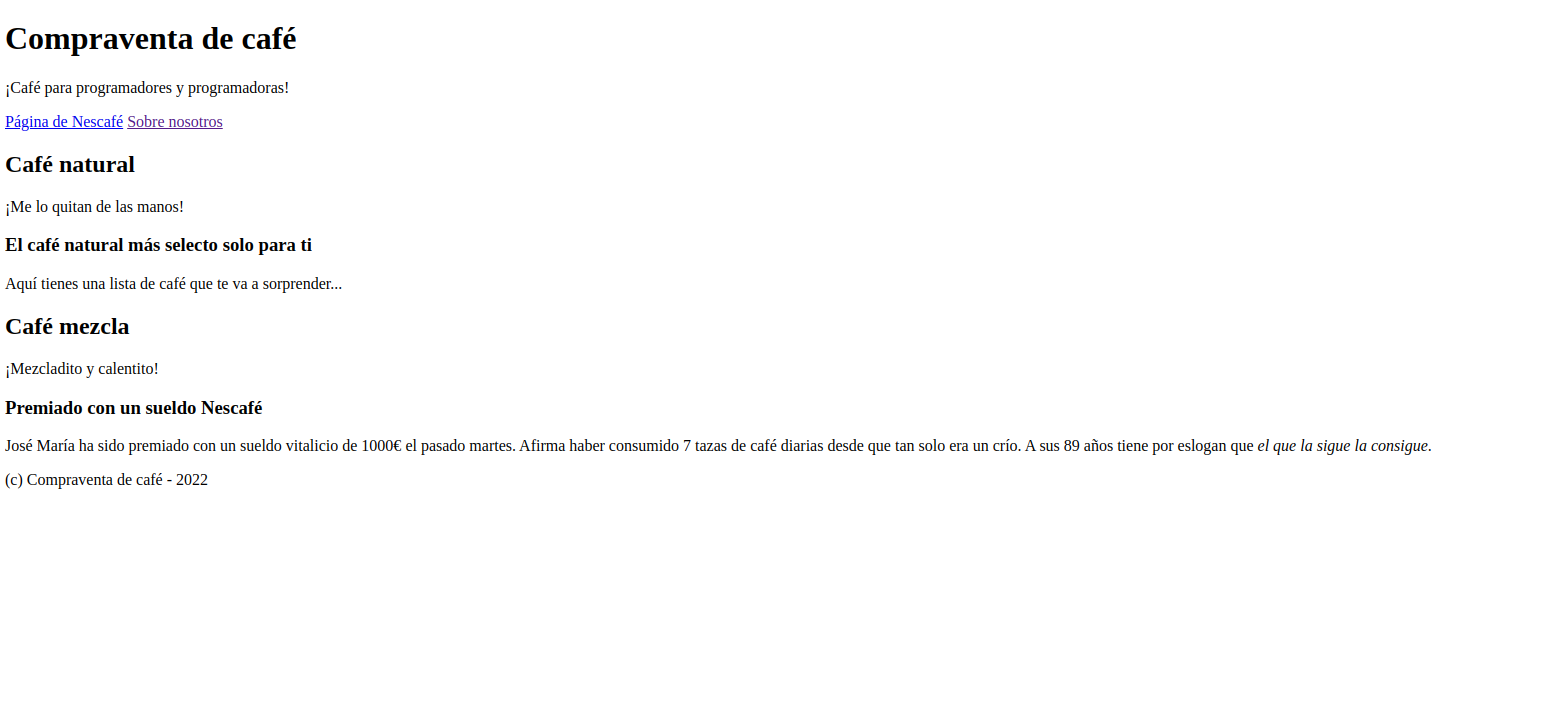 Compraventa de café
¡Café para programadores y programadoras!
Página de Nescafé Sobre nosotros
Café natural
¡Me lo quitan de las manos!
El café natural más selecto solo para ti
Aquí tienes una lista de café que te va a sorprender...
Café mezcla
¡Mezcladito y calentito!
Premiado con un sueldo Nescafé
José María ha sido premiado con un sueldo vitalicio de 1000€ el pasado martes. Afirma haber consumido 7 tazas de café diarias desde que tan solo era un crío. A sus 89 años tiene por eslogan que el que la sigue la consigue.
(c) Compraventa de café - 2022